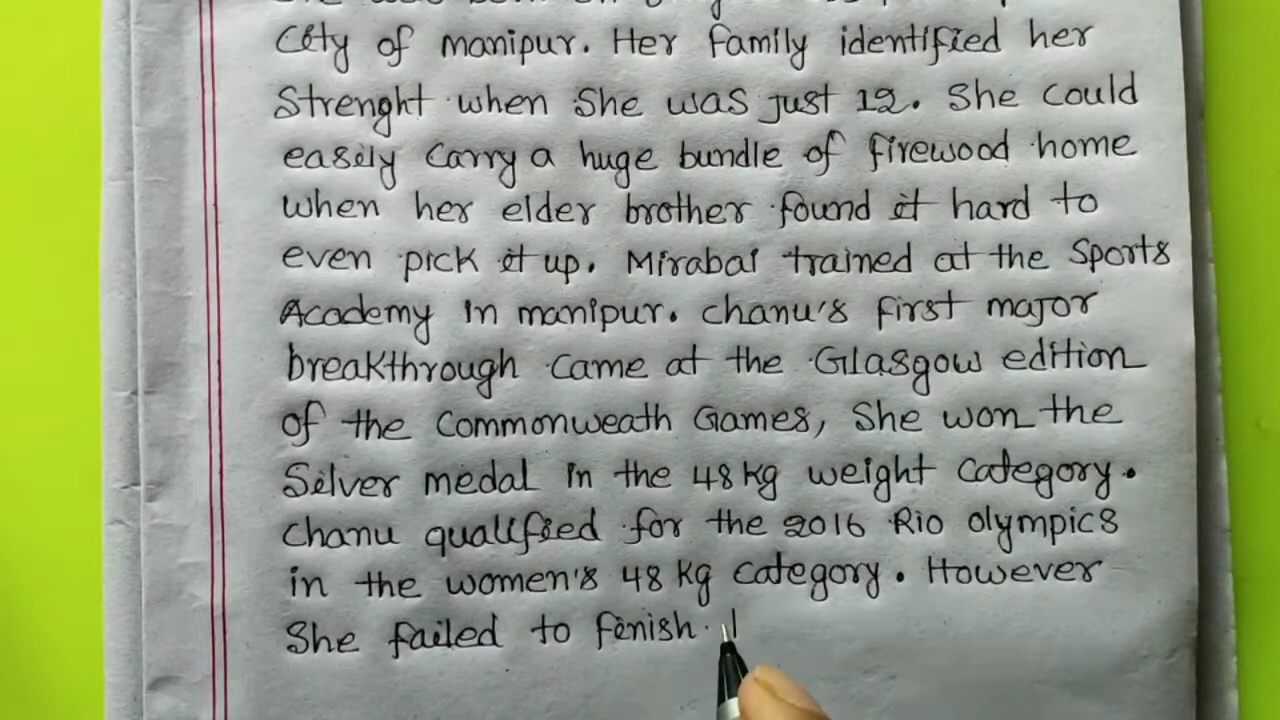 City of manipur. Her family identified her
Strenght when She was just 12. She could
easily carry a huge bundle of firewood home
when her elder brother found it hard to
even pick it up. Mirabai trained at the Sports
Academy in manipur. Chanu's first major
breakthrough came at the Glasgow edition
of the Commonweath Games, She won the
Silver medal in the 48 kg weight category.
Chanu qualified for the 2016 Rio Olympics
in the women's 48 kg category. However
She failed to finish